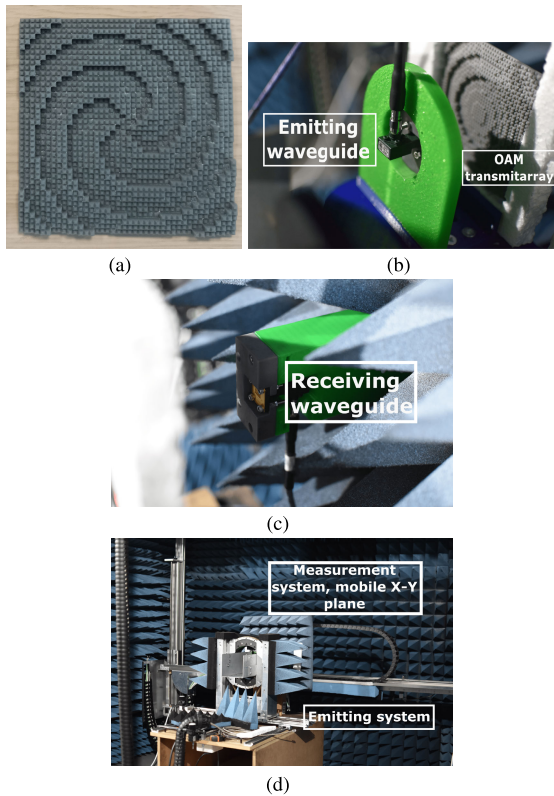 (a)
Emitting
waveguide
OAM
transmitarray
(b)
Receiving
waveguide
(c)
Measurement
system, mobile X-Y
plane
Emitting system
(d)